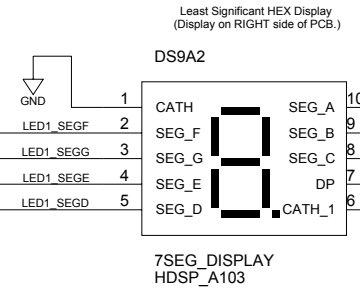 Least Significant HEX Display
(Display on RIGHT side of PCB.)
DS9A2
GND
1 CATH SEG_A 10
LED1_SEGF 2 SEG_F SEG_B 9
LED1_SEGG 3 SEG_G SEG_C 8
LED1_SEGE 4 SEG_E DP 7
LED1_SEGD 5 SEG_D CATH_1 6
7SEG_DISPLAY
HDSP_A103